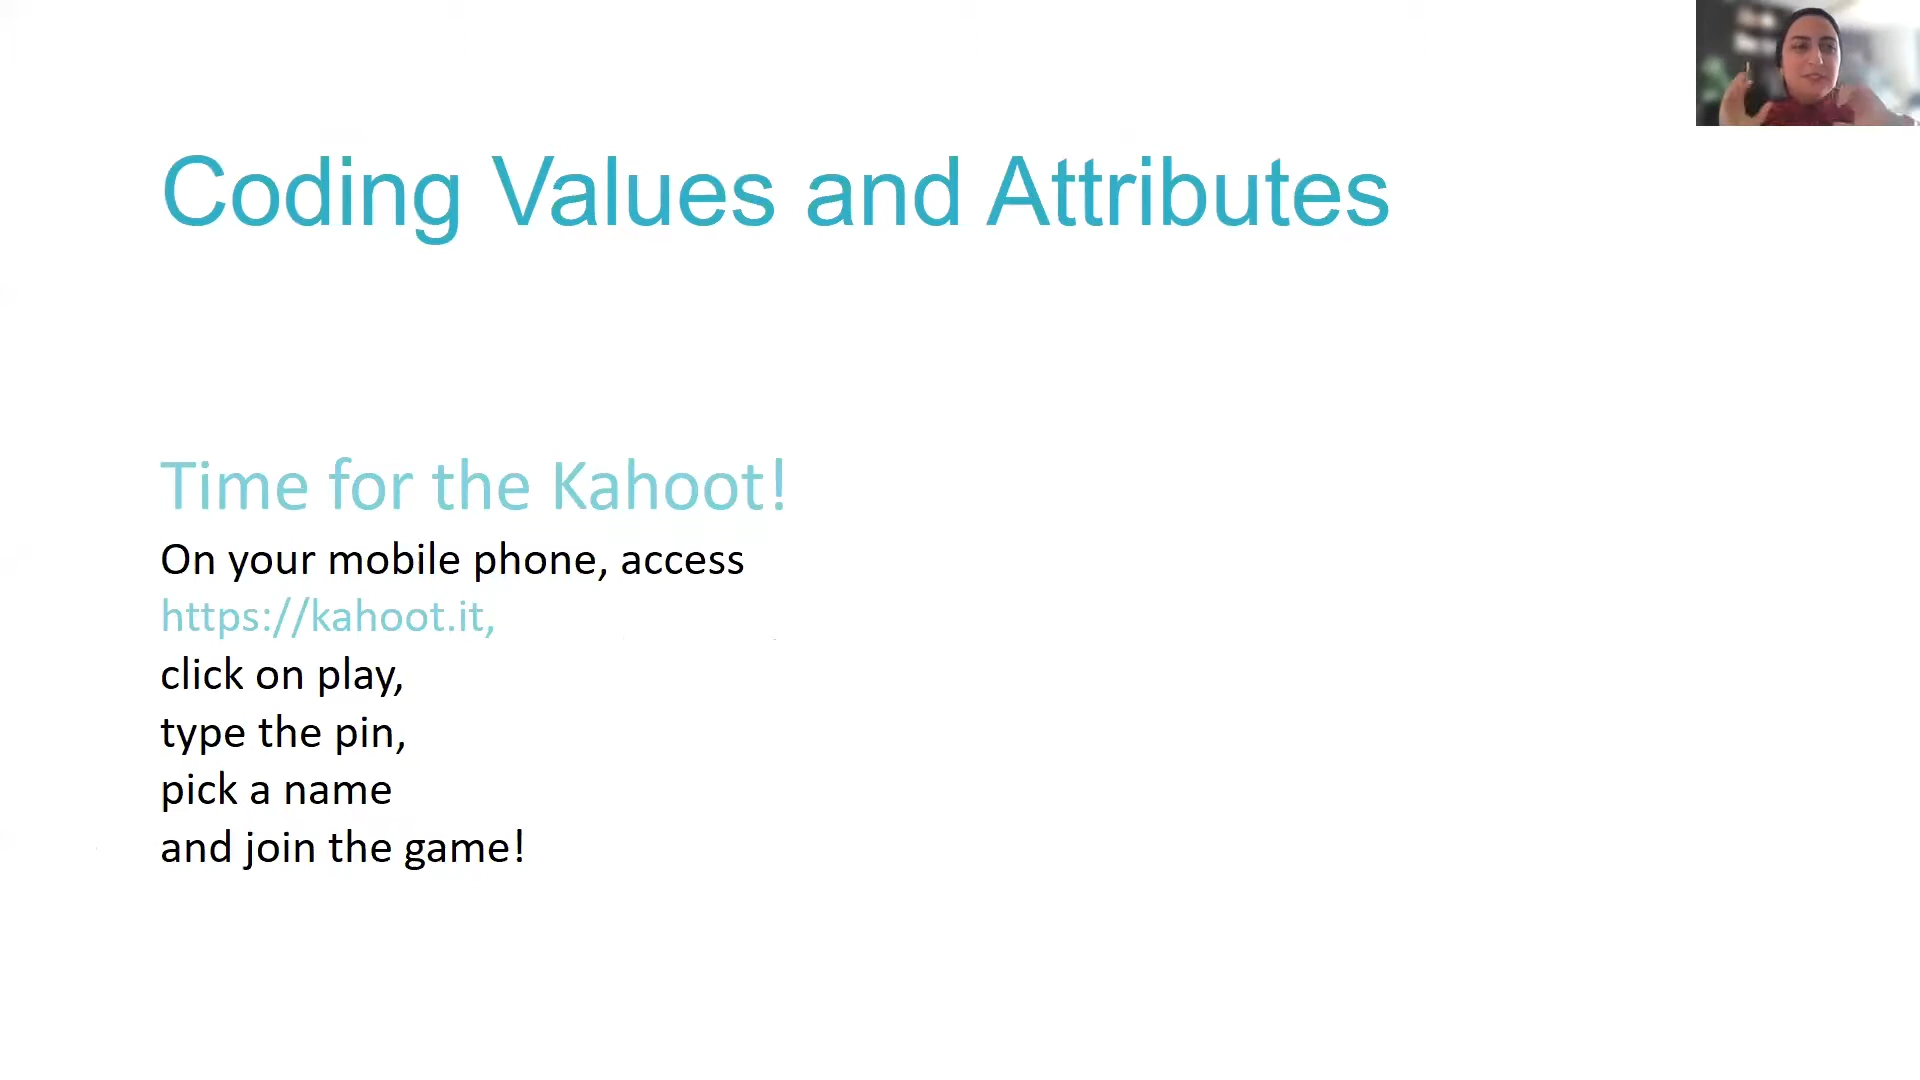 Coding Values and Attributes
Time for the Kahoot!
On your mobile phone, access
https://kahoot.it,
click on play,
type the pin,
pick a name
and join the game!